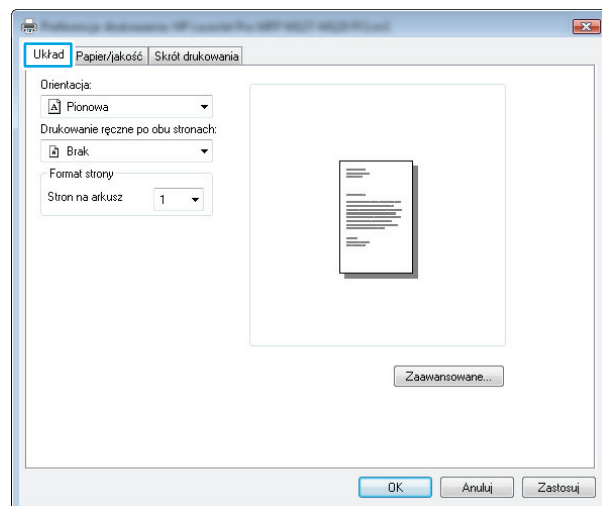 Układ
Papier/jakość
Skrót drukowania
Orientacja:
Pionowa
Drukowanie ręczne po obu stronach:
Brak
Format strony
Stron na arkusz
1
Zaawansowane...
OK
Anuluj
Zastosuj